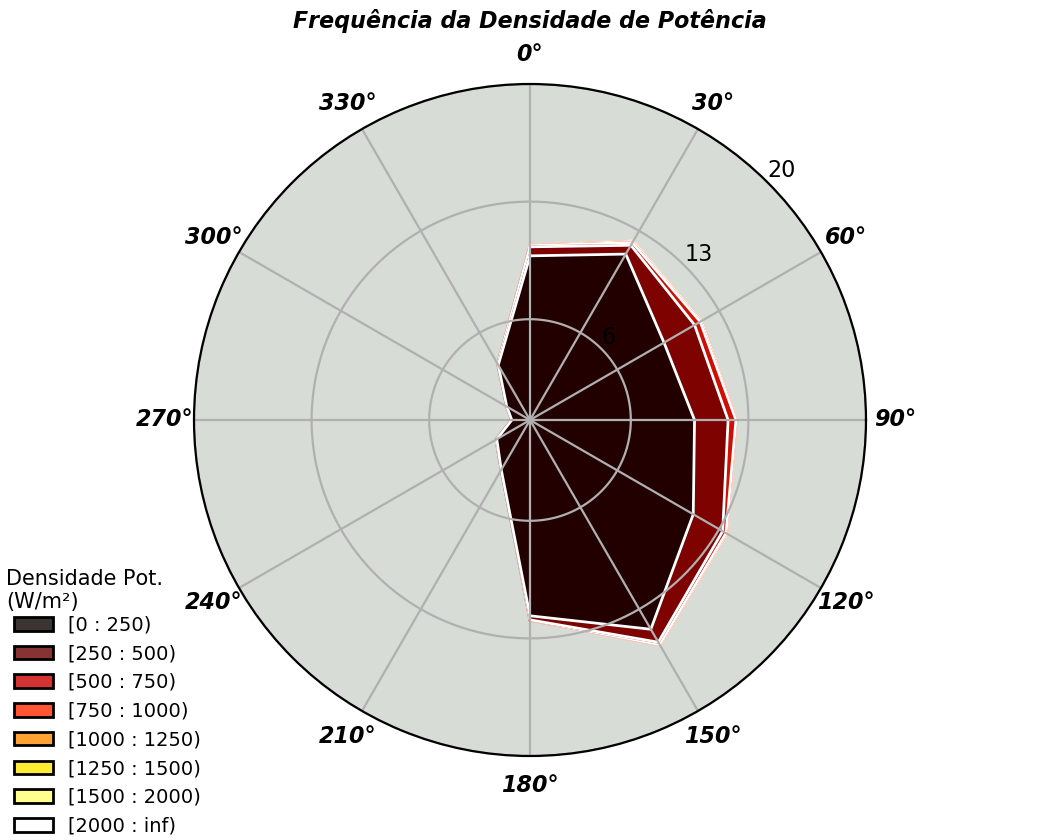 Frequência da Densidade de Potência
0°
330°
30°
20
300°
60°
13
6
270°
90°
240°
120°
210°
150°
180°
Densidade Pot.
(W/m²)
[0 : 250)
[250 : 500)
[500 : 750)
[750 : 1000)
[1000 : 1250)
[1250 : 1500)
[1500 : 2000)
[2000 : inf)